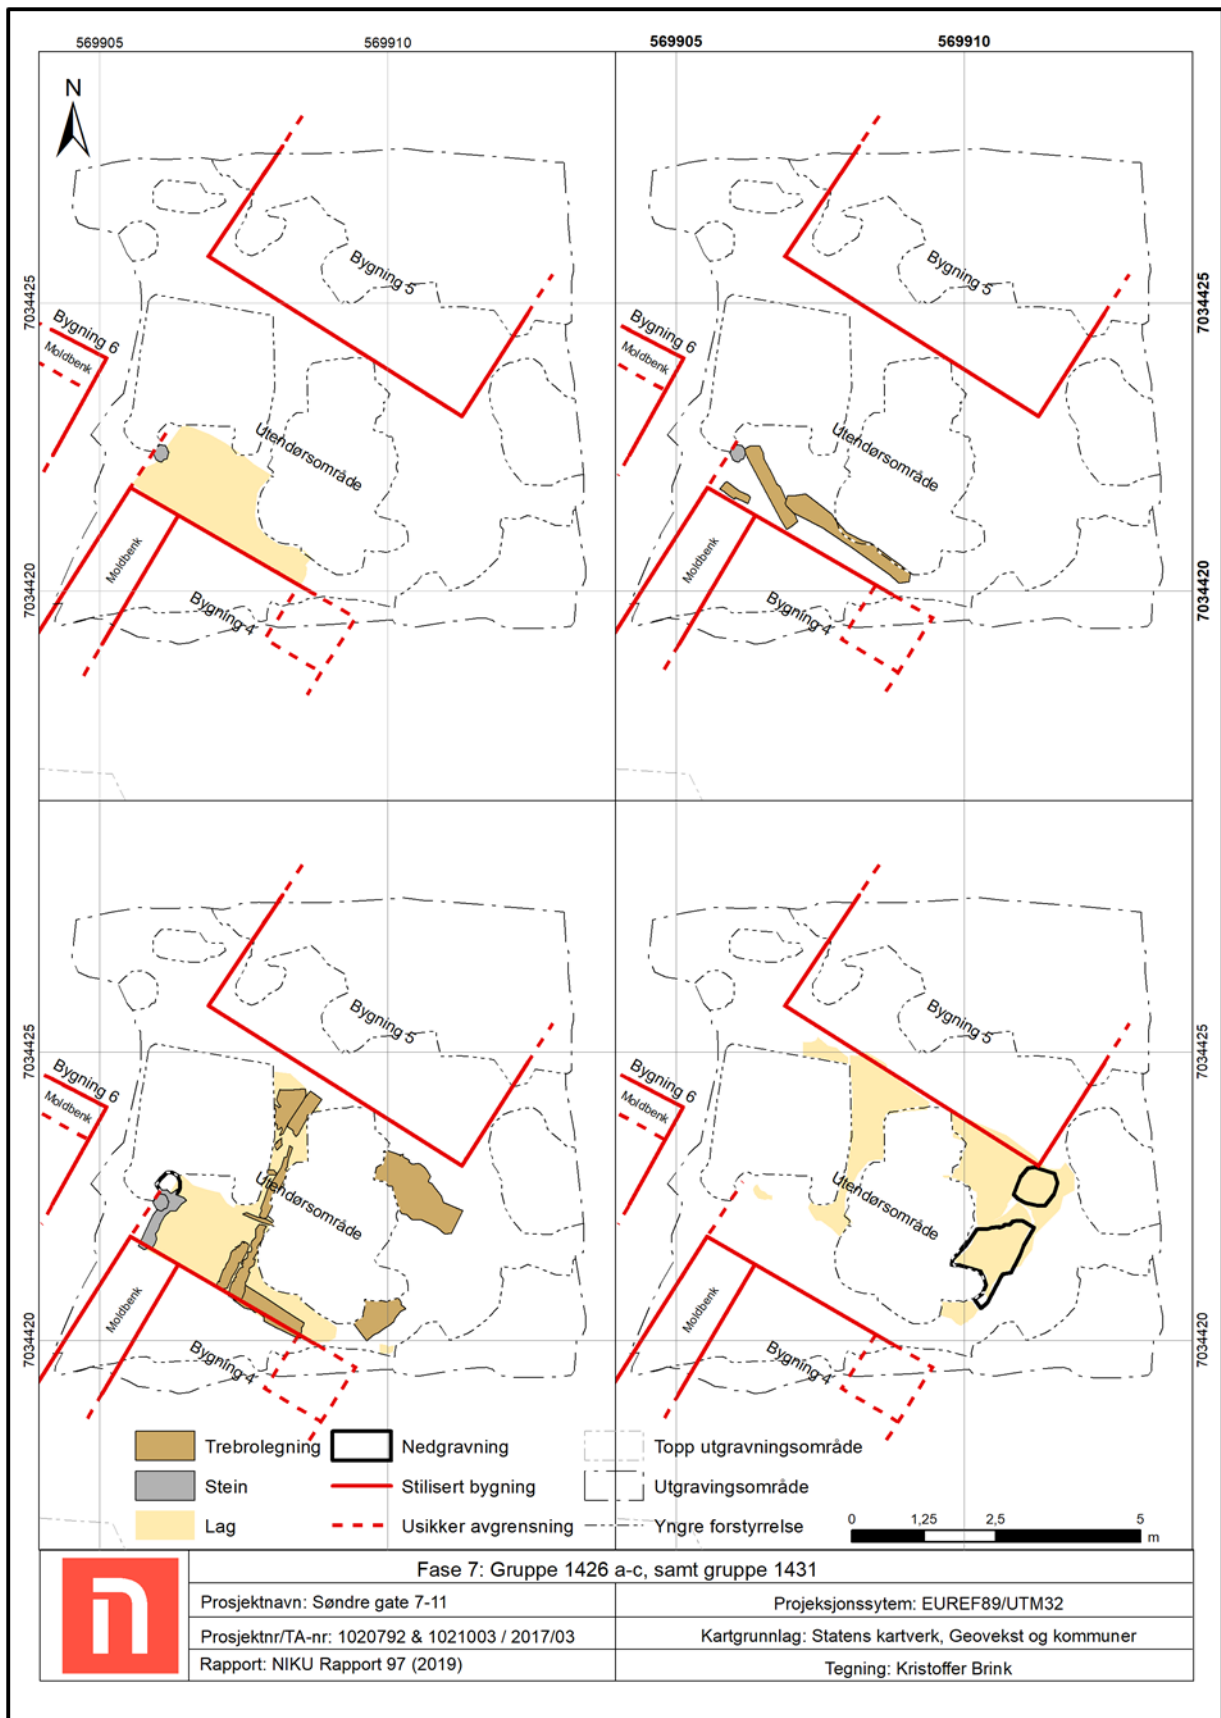 569905
569910
569905
569910
N
7034425
Bygning 5
Bygning 6
Moldbenk
Utendørsområde
Moldbenk
Bygning 4
7034420
Bygning 5
7034425
Bygning 6
Moldbenk
Utendørsområde
Moldbenk
Bygning 4
7034420
Bygning 5
7034425
Bygning 6
Moldbenk
Utendørsområde
Moldbenk
Bygning 4
7034420
Bygning 5
7034425
Bygning 6
Moldbenk
Utendørsområde
Moldbenk
Bygning 4
7034420
Trebrolegning
Nedgravning
Topp utgravningsområde
Stein
Stilisert bygning
Utgravingsområde
Lag
Usikker avgrensning
Yngre forstyrrelse
0 1,25 2,5 5
m
Fase 7: Gruppe 1426 a-c, samt gruppe 1431
Prosjektnavn: Søndre gate 7-11
Projeksjonssytem: EUREF89/UTM32
Prosjektnr/TA-nr: 1020792 & 1021003 / 2017/03
Kartgrunnlag: Statens kartverk, Geovekst og kommuner
Rapport: NIKU Rapport 97 (2019)
Tegning: Kristoffer Brink